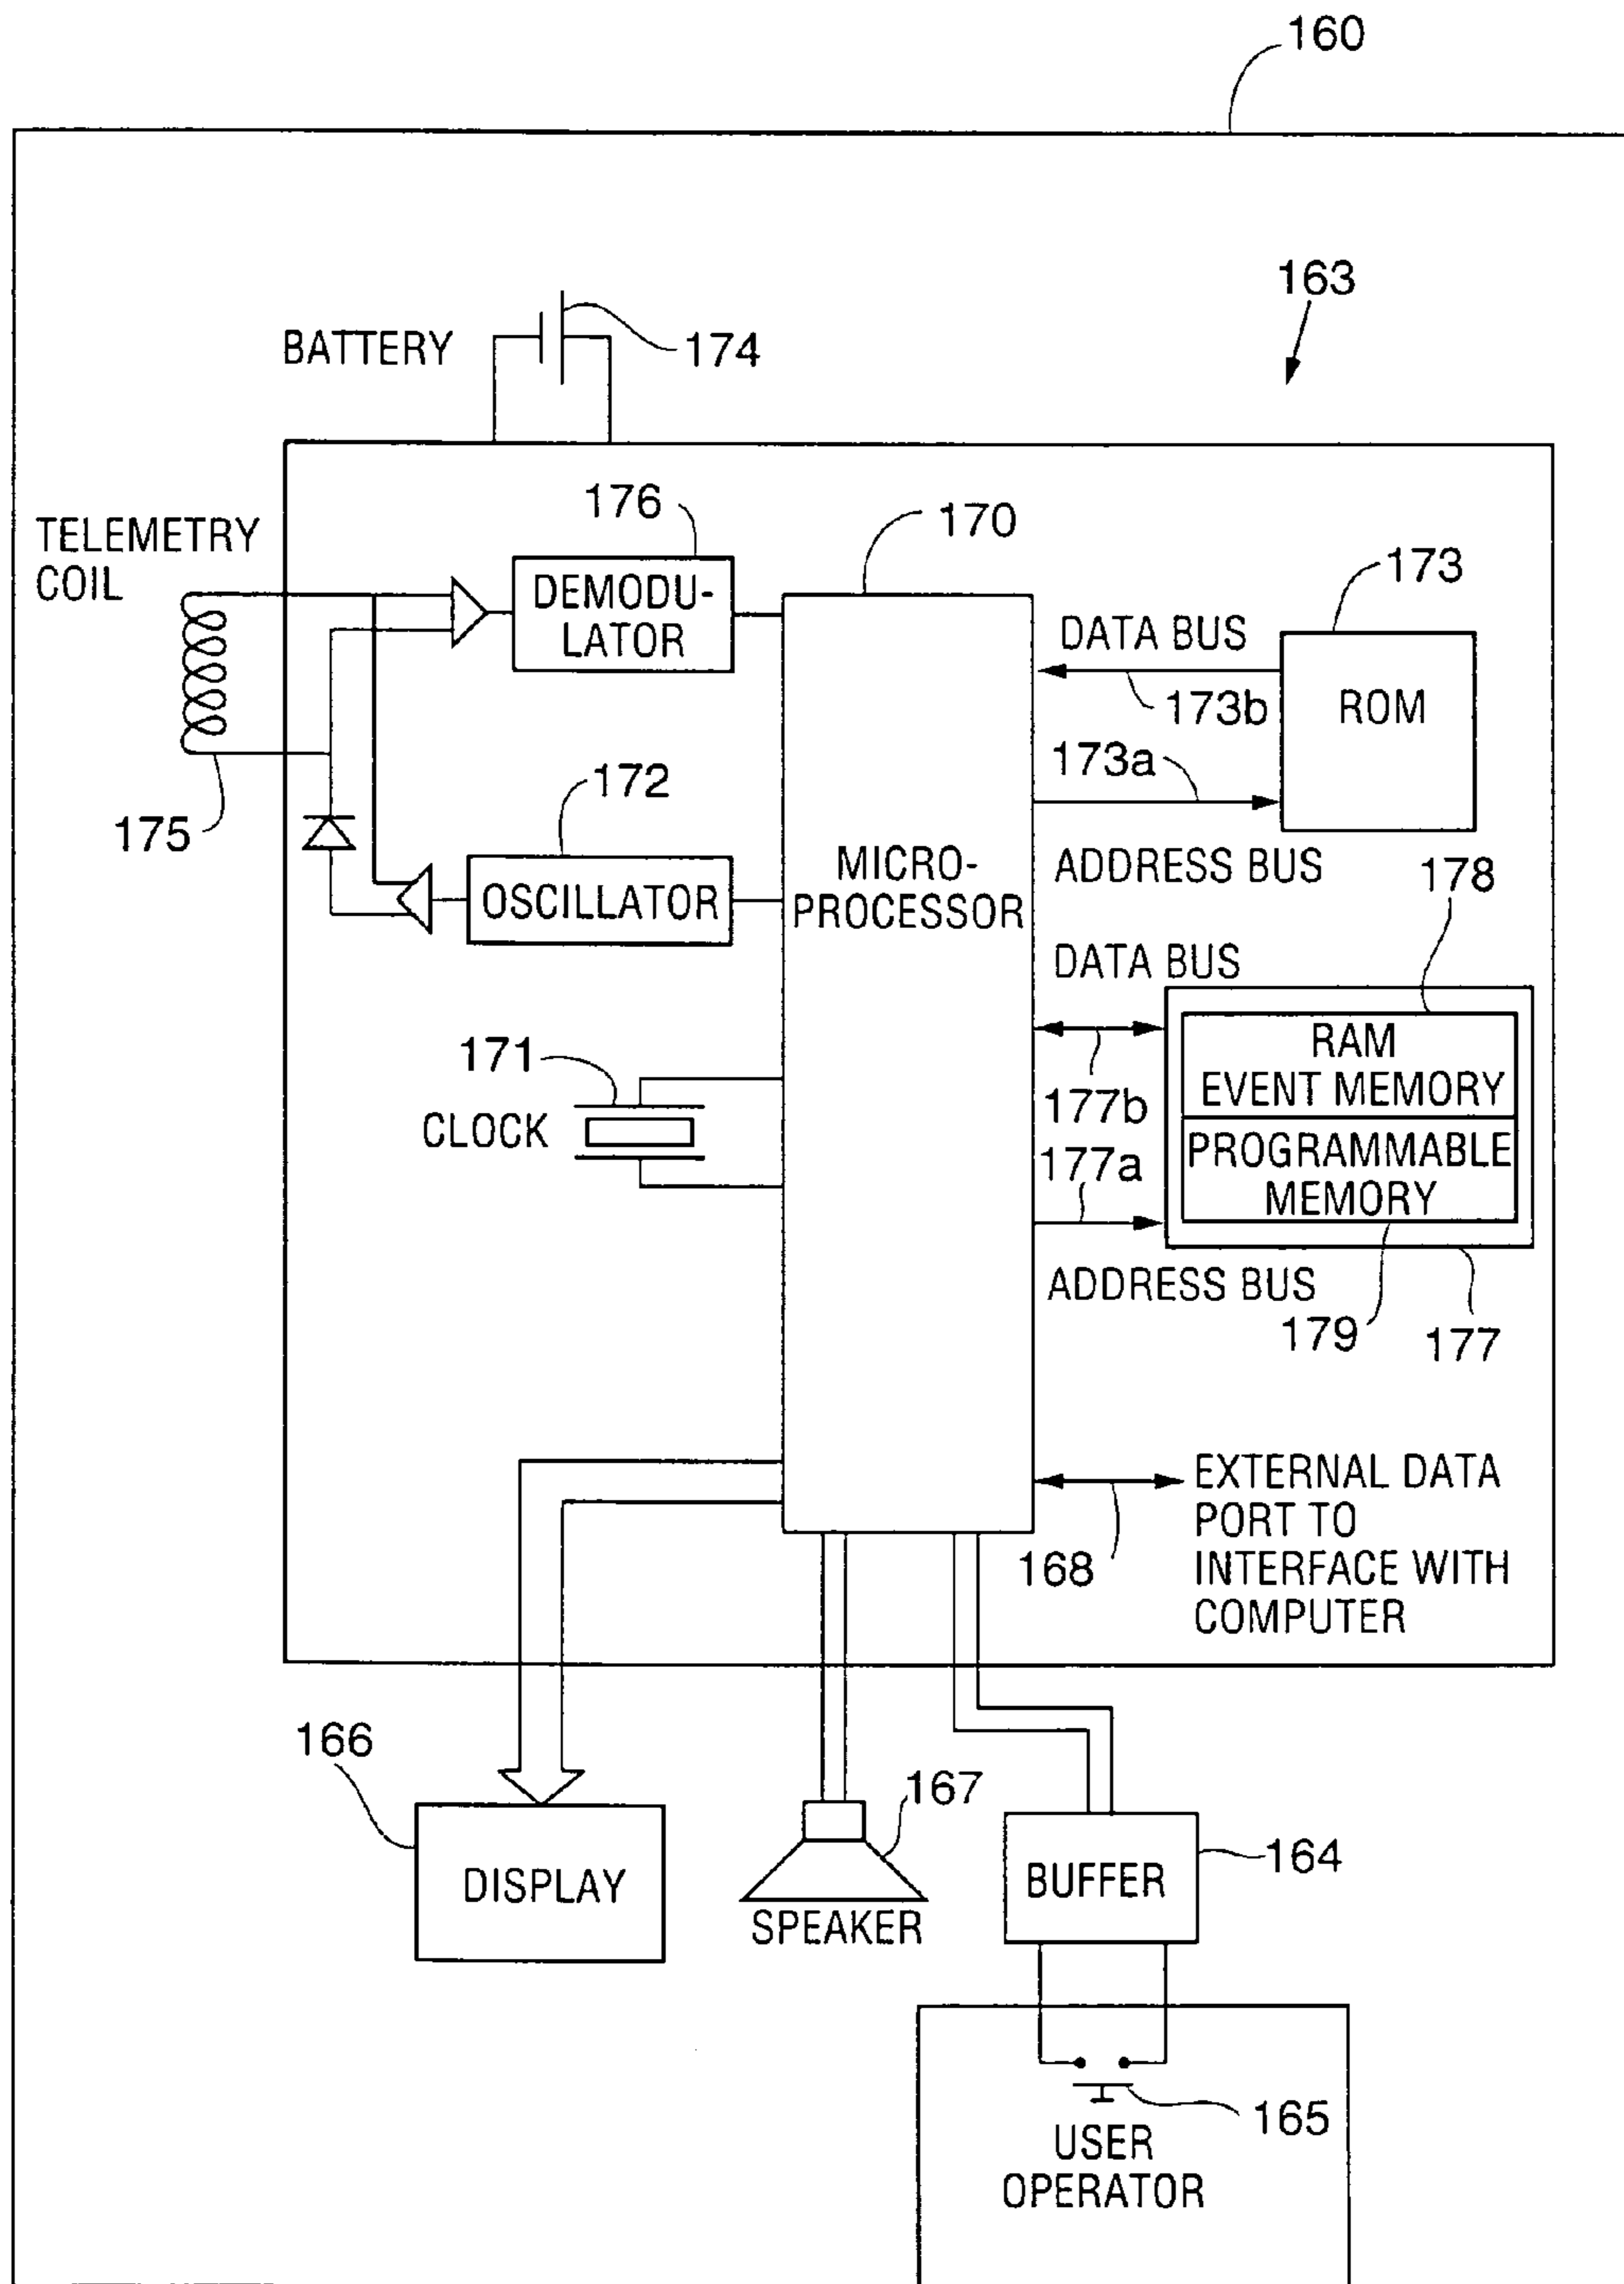 160
163
BATTERY
174
TELEMETRY
COIL
176
170
173
DEMODU-
LATOR
DATA BUS
173b
ROM
173a
172
175
MICRO-
PROCESSOR
ADDRESS BUS
178
OSCILLATOR
DATA BUS
171
RAM
EVENT MEMORY
CLOCK
177b
177a
PROGRAMMABLE
MEMORY
ADDRESS BUS
179
177
EXTERNAL DATA
PORT TO
INTERFACE WITH
COMPUTER
168
166
167
164
DISPLAY
BUFFER
SPEAKER
165
USER
OPERATOR